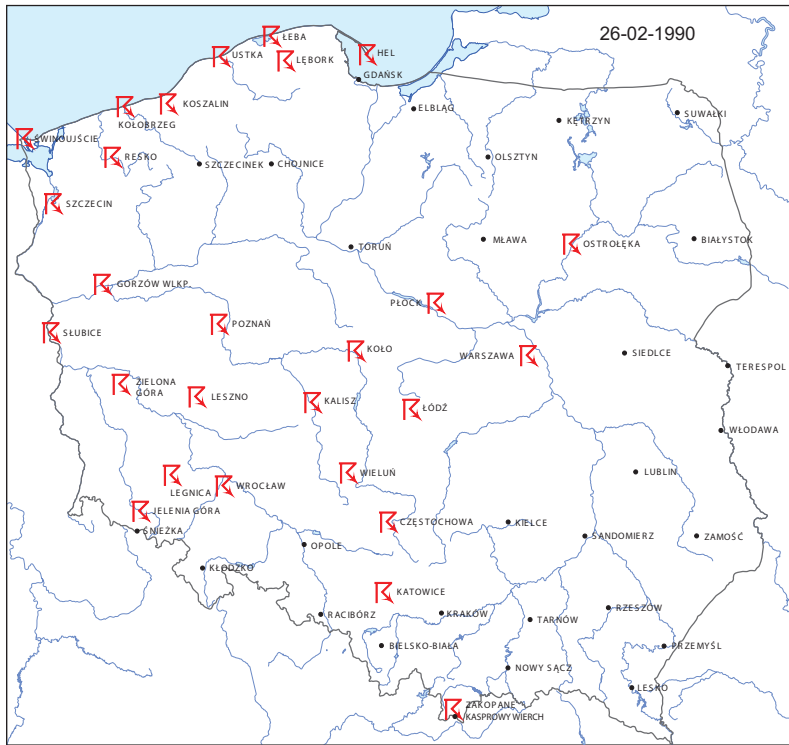 26-02-1990
ŁEBA
USTKA
LĘBORK
HEL
GDAŃSK
KOSZALIN
KOŁOBRZEG
ELBLĄG
KĘTRZYN
SUWAŁKI
ŚWINOUJŚCIE
RESKO
SZCZECINEK
CHOJNICE
OLSZTYN
SZCZECIN
TORUŃ
MŁAWA
OSTROŁĘKA
BIAŁYSTOK
GORZÓW WLKP.
PŁOCK
SŁUBICE
POZNAŃ
KOŁO
WARSZAWA
SIEDLCE
TERESPOL
ZIELONA
GÓRA
LESZNO
KALISZ
ŁÓDŹ
WŁODAWA
WIELUŃ
LUBLIN
LEGNICA
WROCŁAW
JELENIA GÓRA
ŚNIEŻKA
CZĘSTOCHOWA
KIELCE
SANDOMIERZ
ZAMOŚĆ
OPOLE
KŁODZKO
KATOWICE
RACIBÓRZ
KRAKÓW
TARNÓW
RZESZÓW
BIELSKO-BIAŁA
PRZEMYŚL
NOWY SĄCZ
LESKO
ZAKOPANE
KASPROWY WIERCH